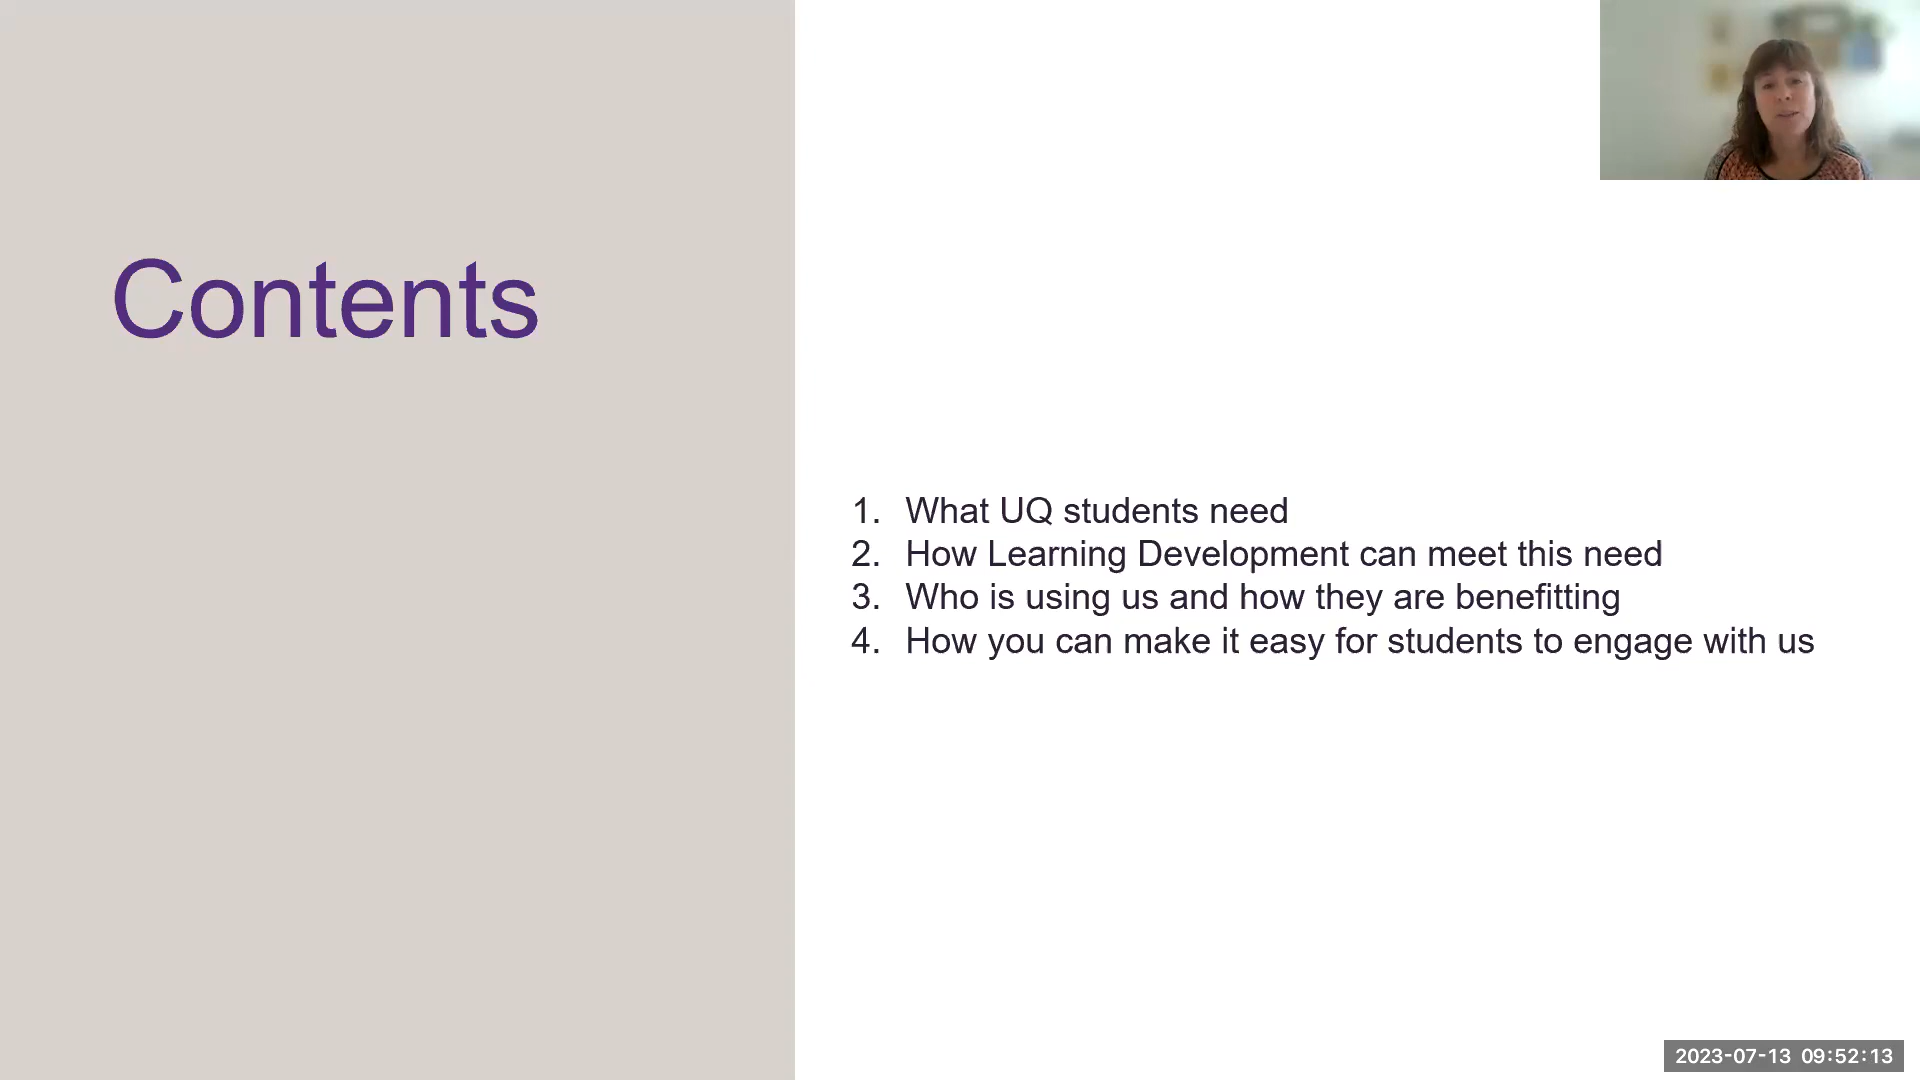 Contents
1. What UQ students need
2. How Learning Development can meet this need
3. Who is using us and how they are benefitting
4. How you can make it easy for students to engage with us
2023-07-13 09:52:13